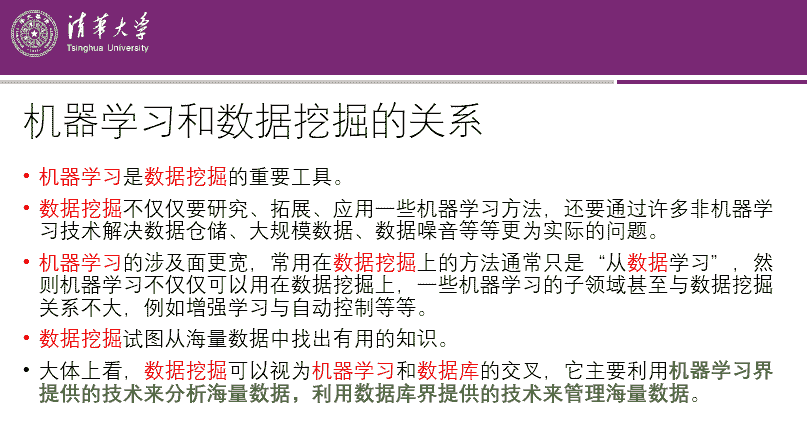 清华大学
Tsinghua University
机器学习和数据挖掘的关系
• 机器学习是数据挖掘的重要工具。
• 数据挖掘不仅仅要研究、拓展、应用一些机器学习方法，还要通过许多非机器学
习技术解决数据仓储、大规模数据、数据噪音等等更为实际的问题。
• 机器学习的涉及面更宽，常用在数据挖掘上的方法通常只是“从数据学习”，然
则机器学习不仅仅可以用在数据挖掘上，一些机器学习的子领域甚至与数据挖掘
关系不大，例如增强学习与自动控制等等。
• 数据挖掘试图从海量数据中找出有用的知识。
• 大体上看，数据挖掘可以视为机器学习和数据库的交叉，它主要利用机器学习界
提供的技术来分析海量数据，利用数据库界提供的技术来管理海量数据。